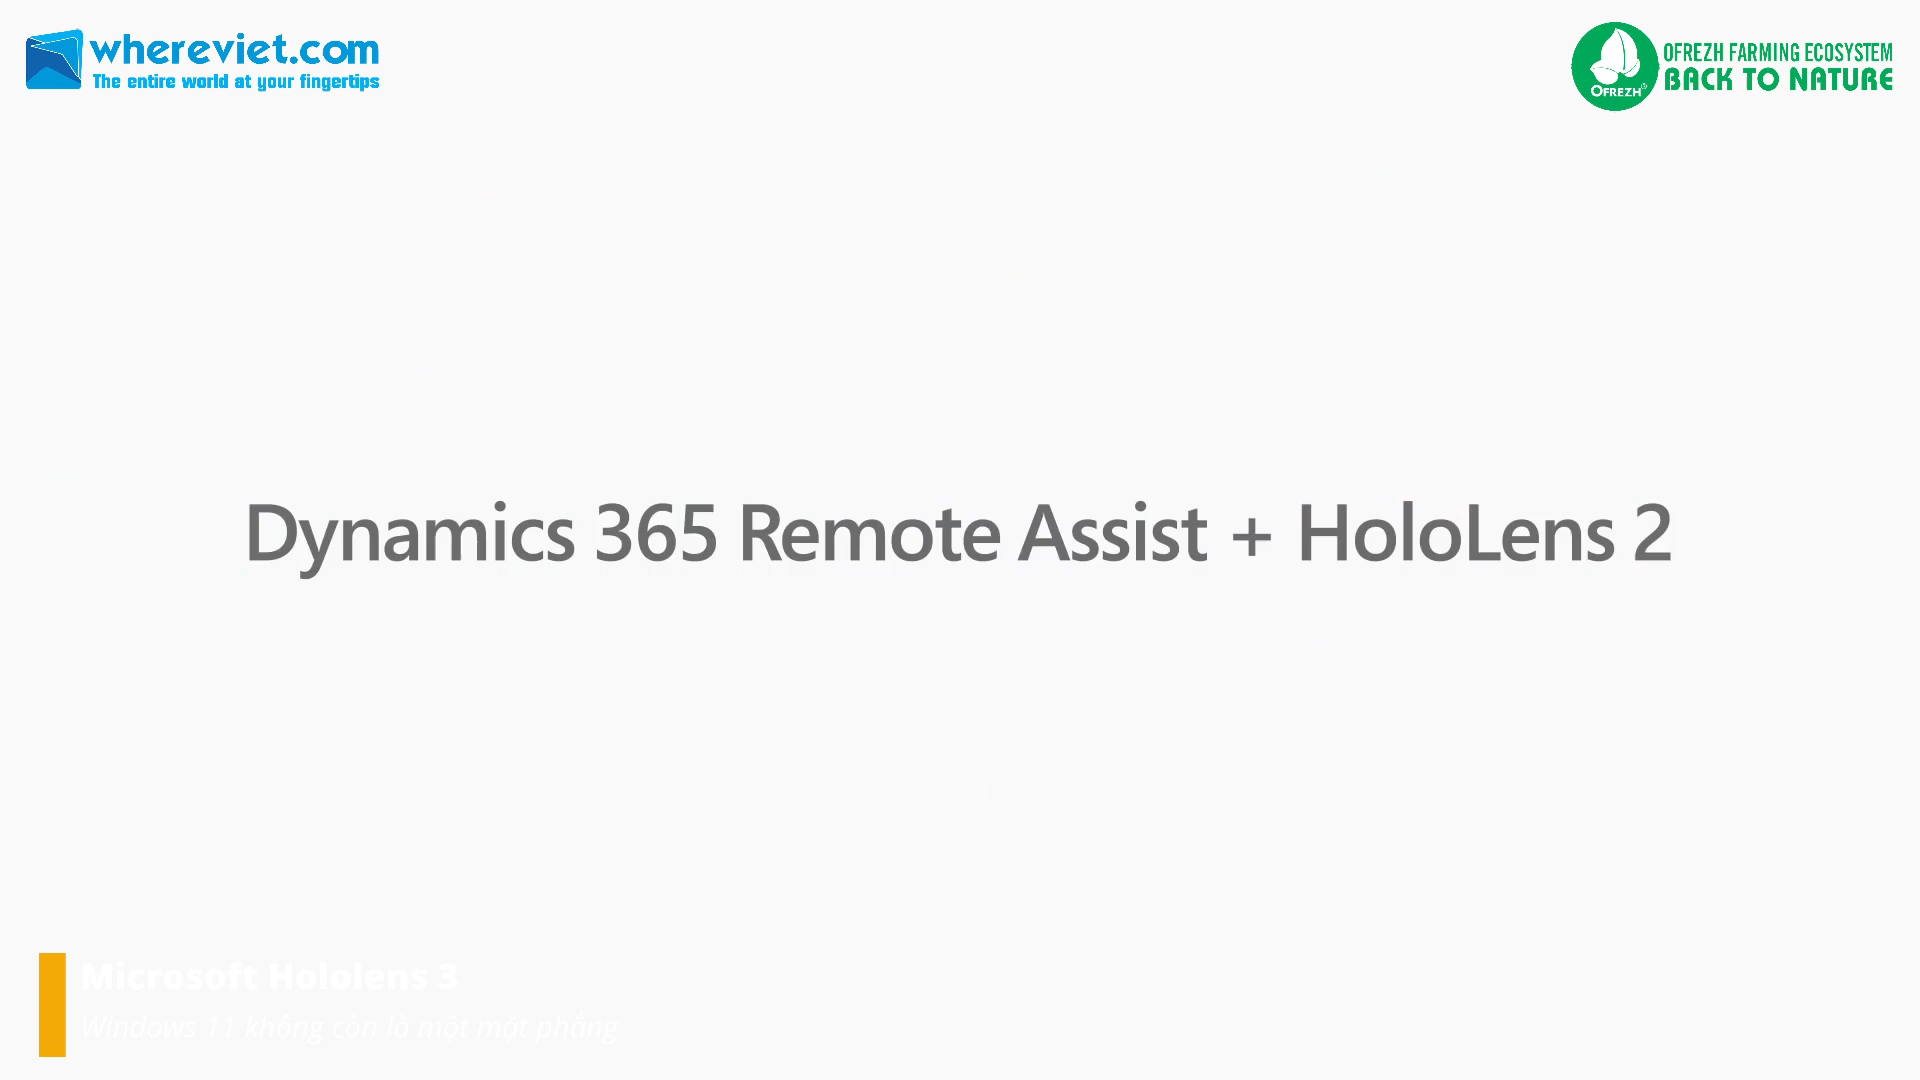 whereviet.com
The entire world at your fingertips
OFREZH FARMING ECOSYSTEM
BACK TO NATURE
OFREZH®
Dynamics 365 Remote Assist + HoloLens 2
Microsoft Hololens 3
Windows 11 không còn là một mặt phẳng